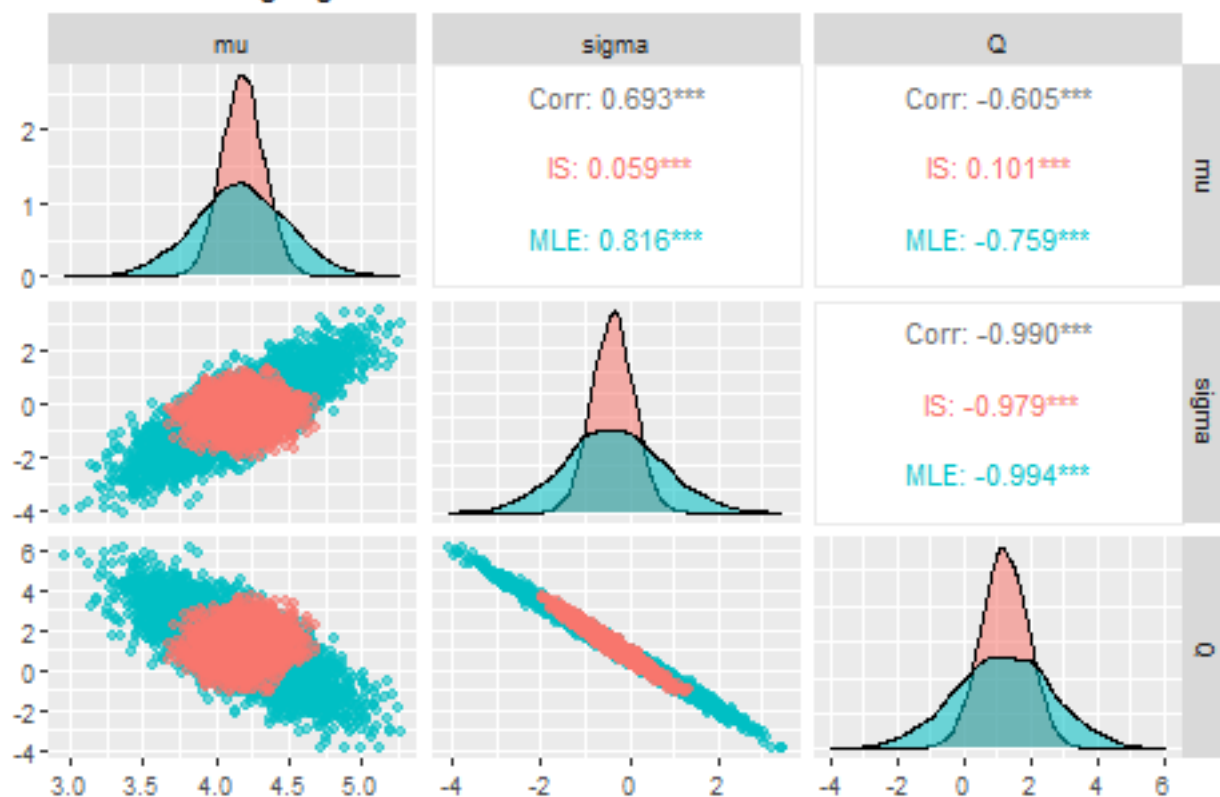 mu sigma Q
Corr: 0.693*** Corr: -0.605***
2
IS: 0.059*** IS: 0.101*** mu
1
MLE: 0.816*** MLE: -0.759***
0
Corr: -0.990***
2
0 IS: -0.979*** sigma
-2
MLE: -0.994***
-4
6
4
2 Q
0
-2
-4
3.0 3.5 4.0 4.5 5.0 -4 -2 0 2 -4 -2 0 2 4 6